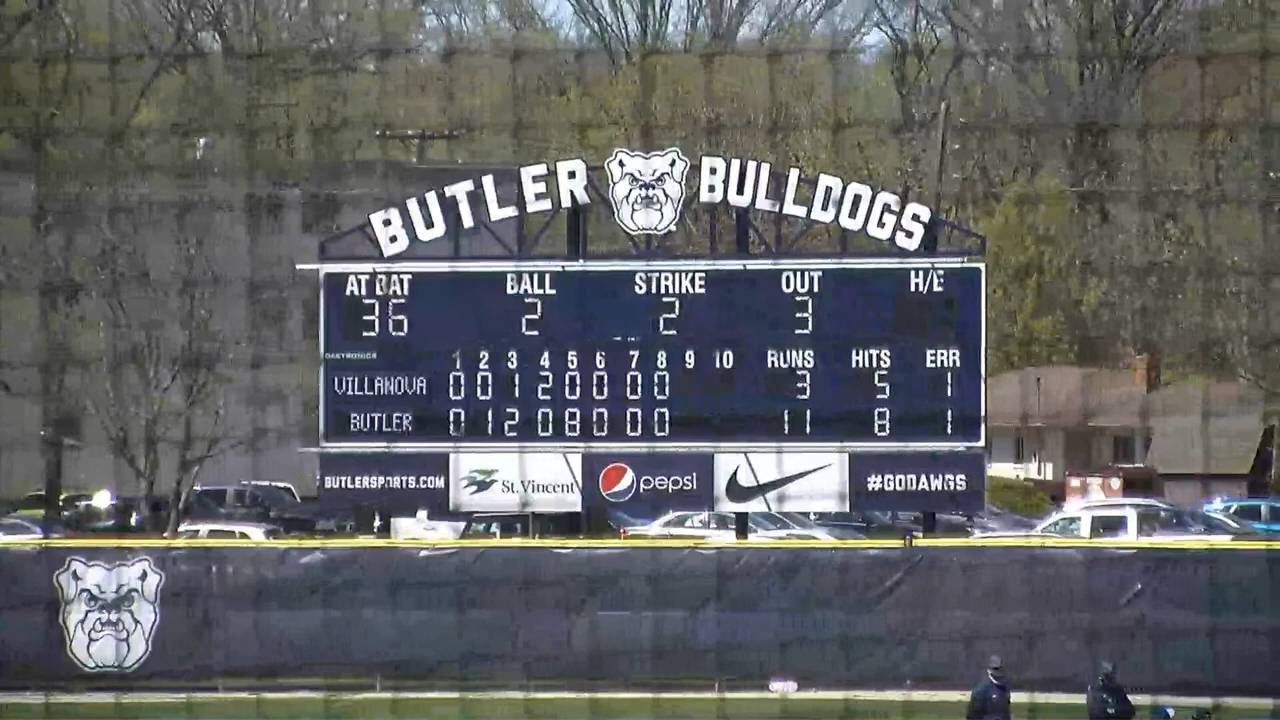 BUTLER BULLDOGS
AT BAT BALL STRIKE OUT H/E
36 2 2 3
DAKTRONICS
1 2 3 4 5 6 7 8 9 10 RUNS HITS ERR
VILLANOVA 0 0 1 2 0 0 0 0 3 5 1
BUTLER 0 1 2 0 8 0 0 0 11 8 1
BUTLERSPORTS.COM St.Vincent pepsi #GODAWGS